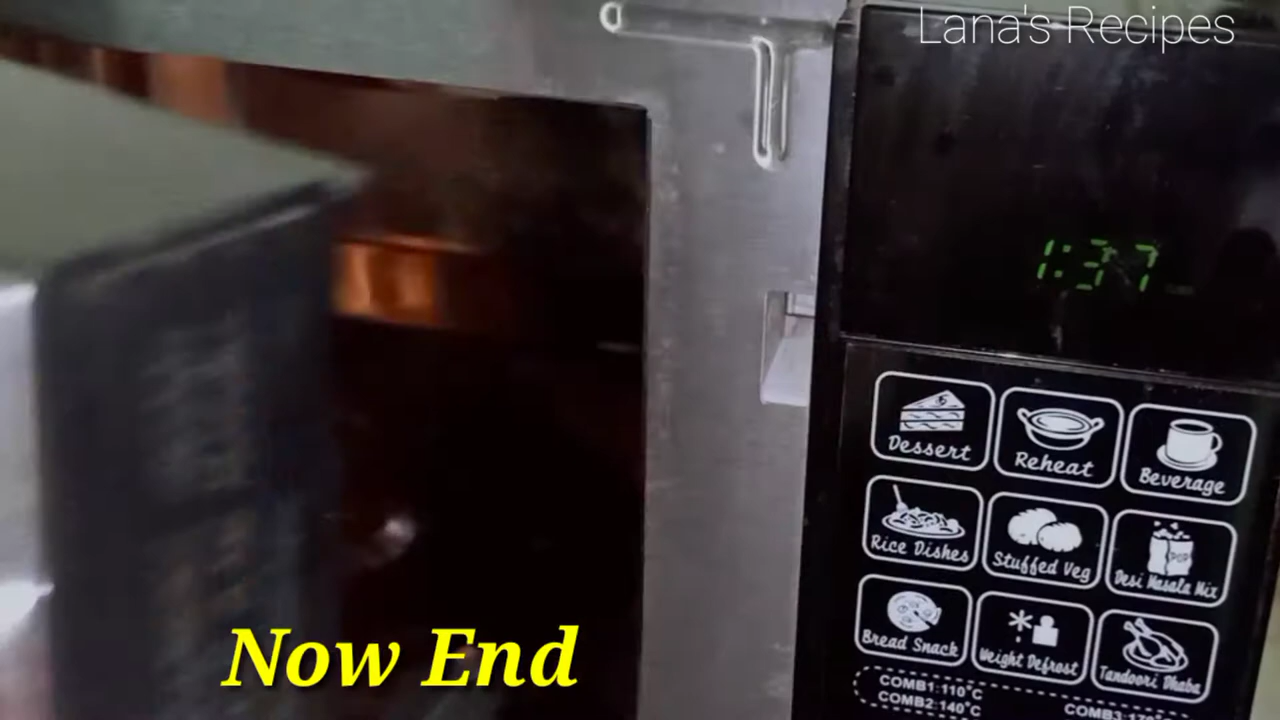 Lana's Recipes
1:37
Dessert
Reheat
Beverage
Rice Dishes
Stuffed Veg
POP
Desi Masala Mix
Bread Snack
Weight Defrost
Tandoori Dhaba
COMB1:110°C
COMB2:140°C
Now End